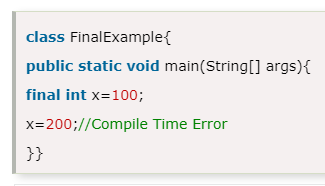 class FinalExample{
public static void main(String[] args){
final int x=100;
x=200;//Compile Time Error
}}